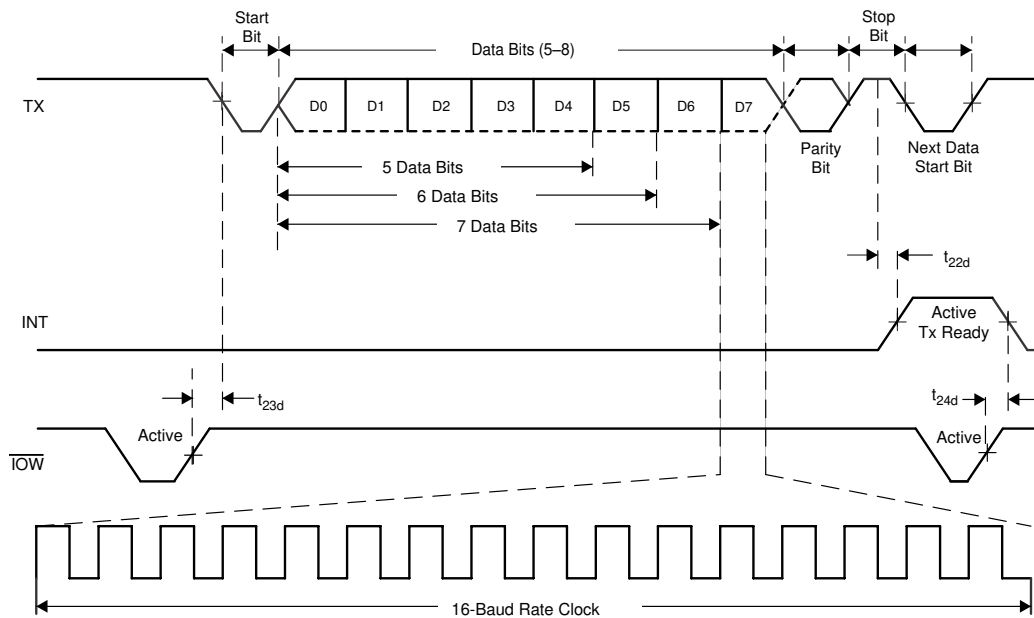 Start
Bit
Data Bits (5–8)
Stop
Bit
TX
D0
D1
D2
D3
D4
D5
D6
D7
Parity
Bit
Next Data
Start Bit
5 Data Bits
6 Data Bits
7 Data Bits
t22d
INT
Active
Tx Ready
t23d
t24d
Active
Active
IOW
16-Baud Rate Clock